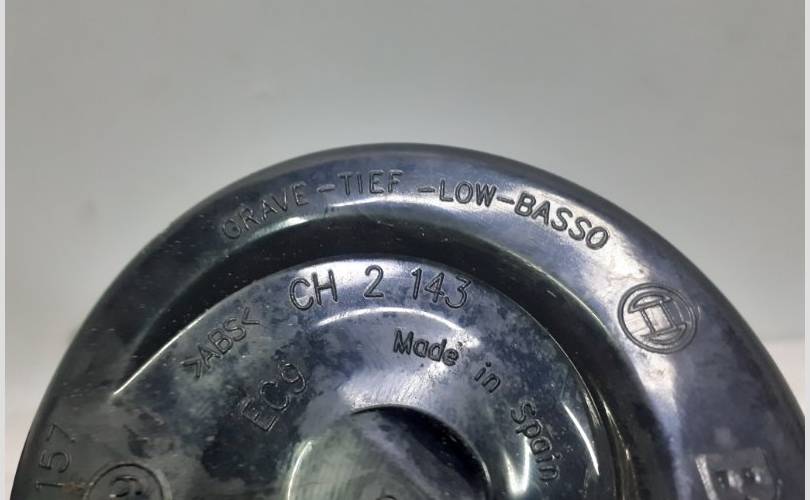 GRAVE-TIEF-LOW-BASSO
CH 2 143
>ABS<
Made in Spain
EC9
157